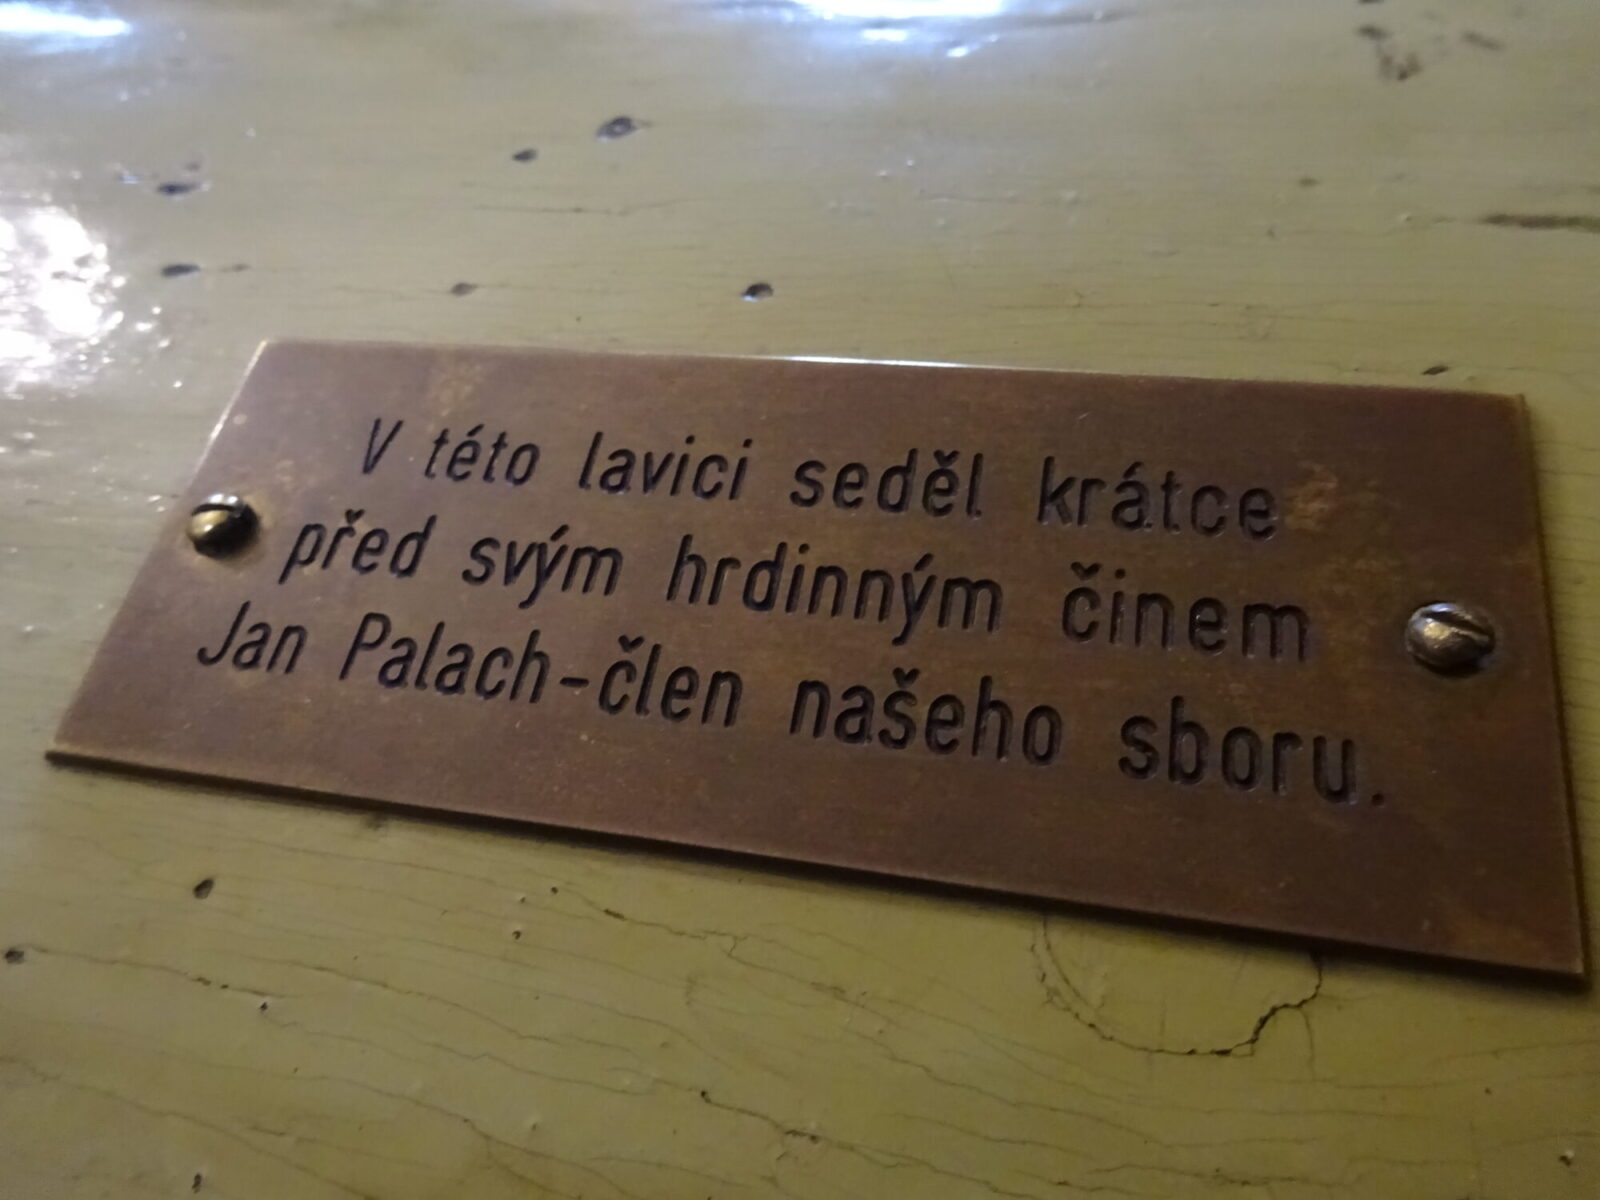 V této lavici seděl krátce
před svým hrdinným činem
Jan Palach-člen našeho sboru.